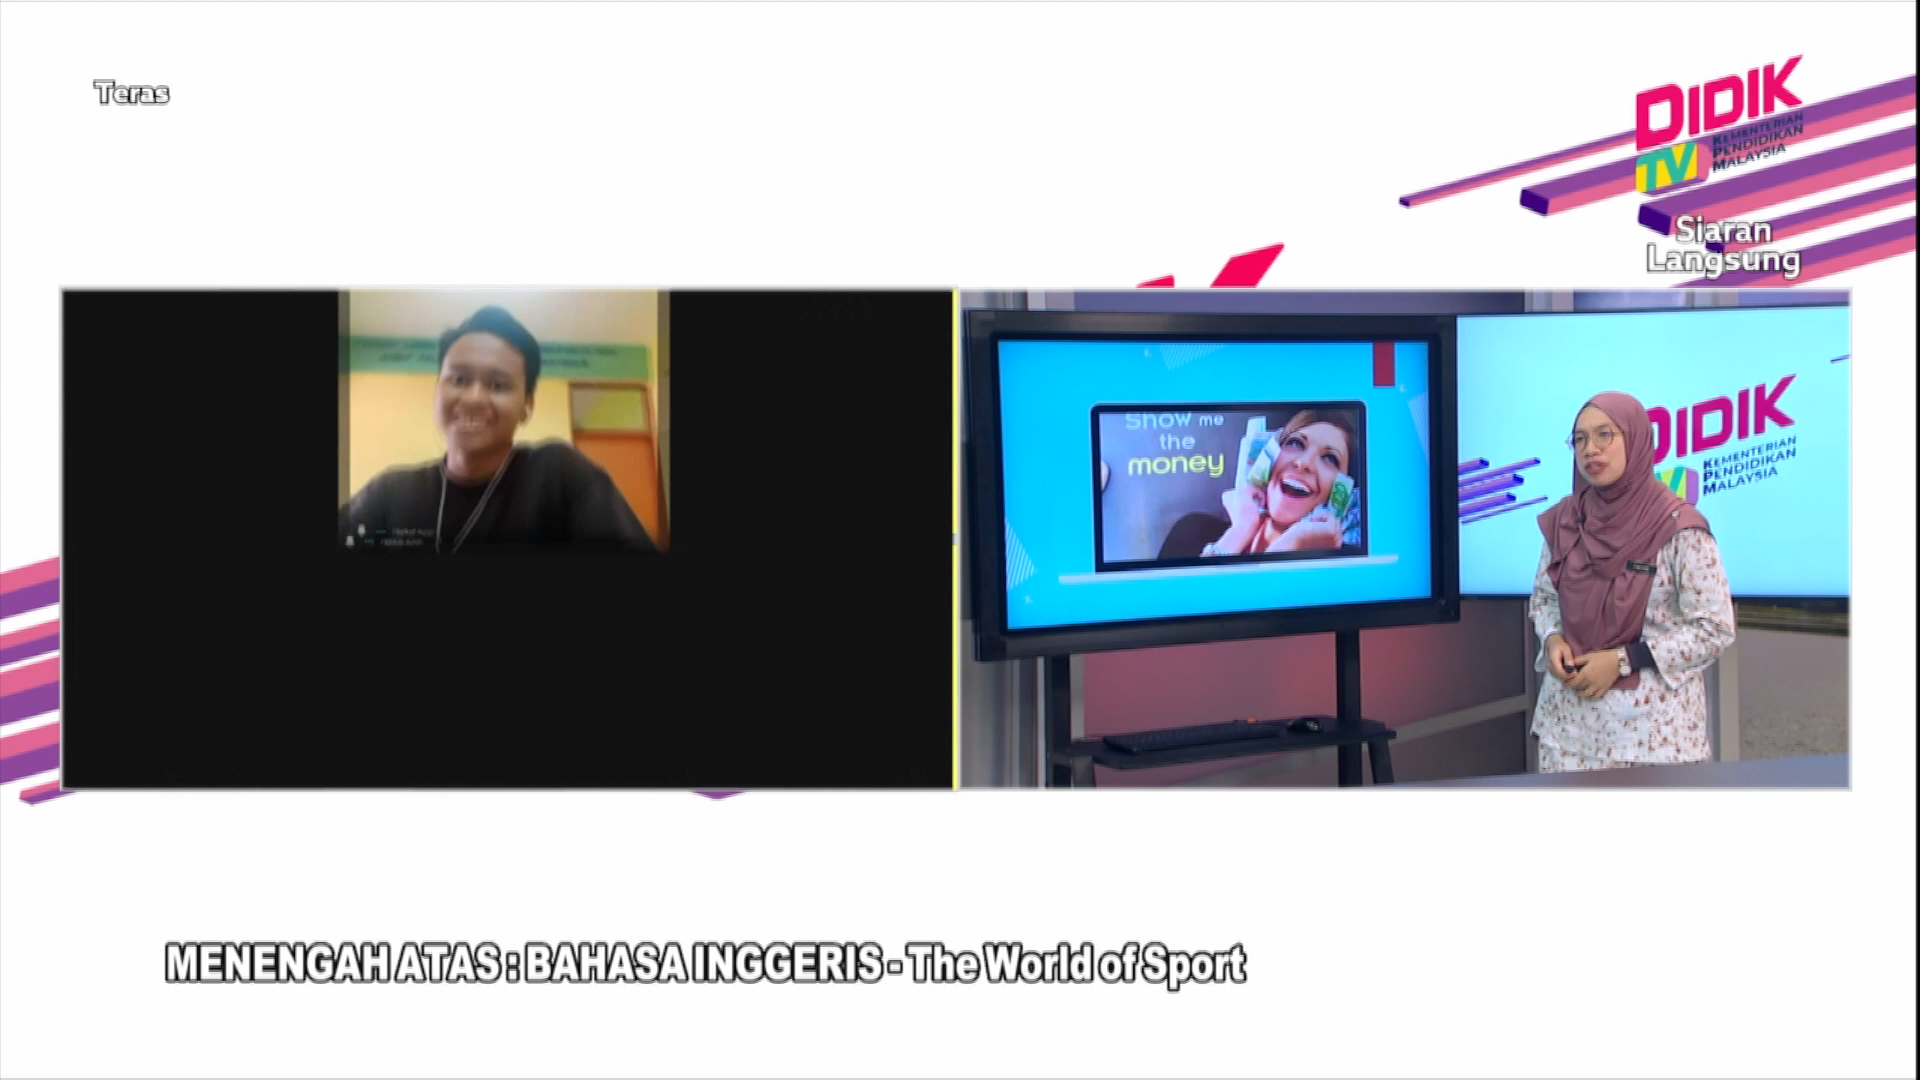 Teras
DIDIK
TV
KEMENTERIAN
PENDIDIKAN
MALAYSIA
Siaran
Langsung
Show me
the
money
DIDIK
KEMENTERIAN
PENDIDIKAN
MALAYSIA
MENENGAH ATAS : BAHASA INGGERIS - The World of Sport